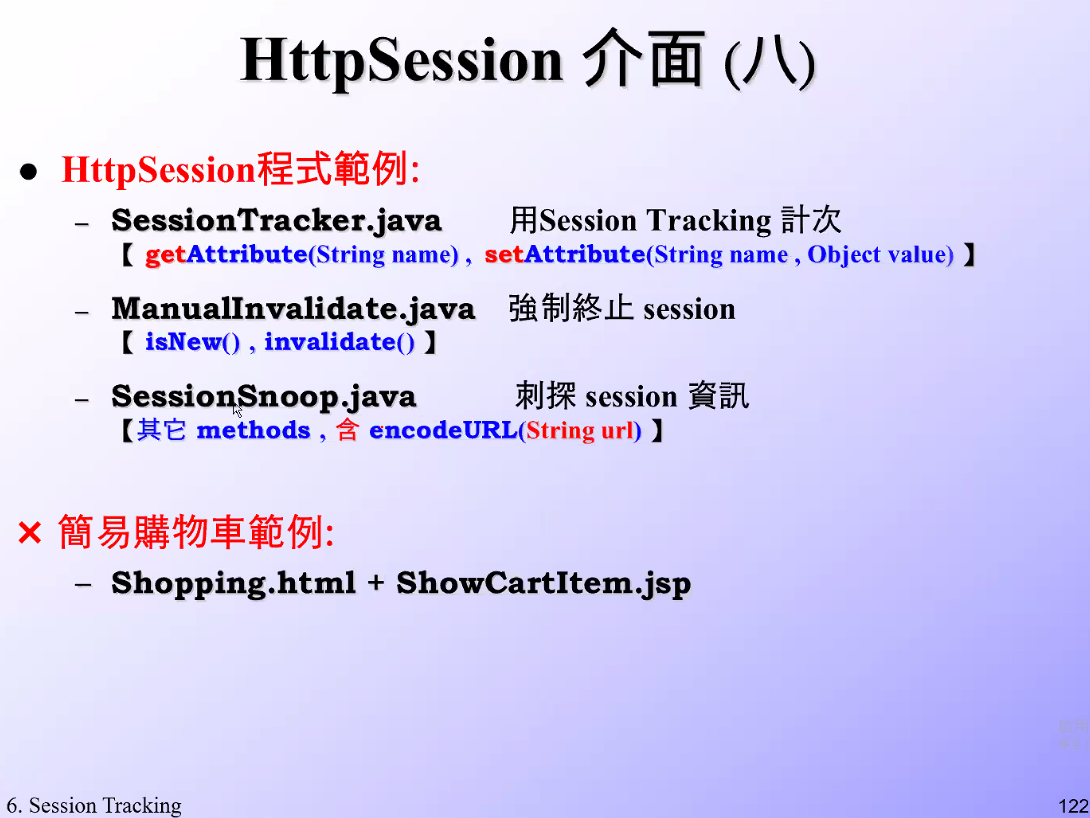 HttpSession 介面 (八)
● HttpSession程式範例:
– SessionTracker.java 用Session Tracking 計次
【 getAttribute(String name) , setAttribute(String name , Object value) 】
– ManualInvalidate.java 強制終止 session
【 isNew() , invalidate() 】
– SessionSnoop.java 刺探 session 資訊
【其它 methods , 含 encodeURL(String url) 】
× 簡易購物車範例:
– Shopping.html + ShowCartItem.jsp
6. Session Tracking
122